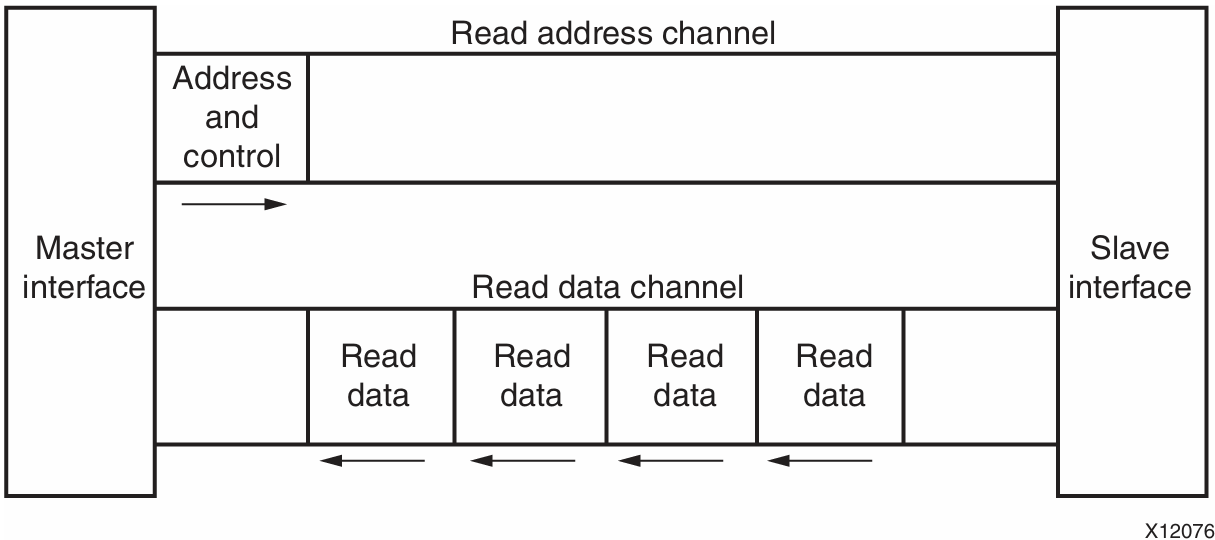 Read address channel
Address
and
control
Master
interface
Slave
interface
Read data channel
Read
data
Read
data
Read
data
Read
data
X12076